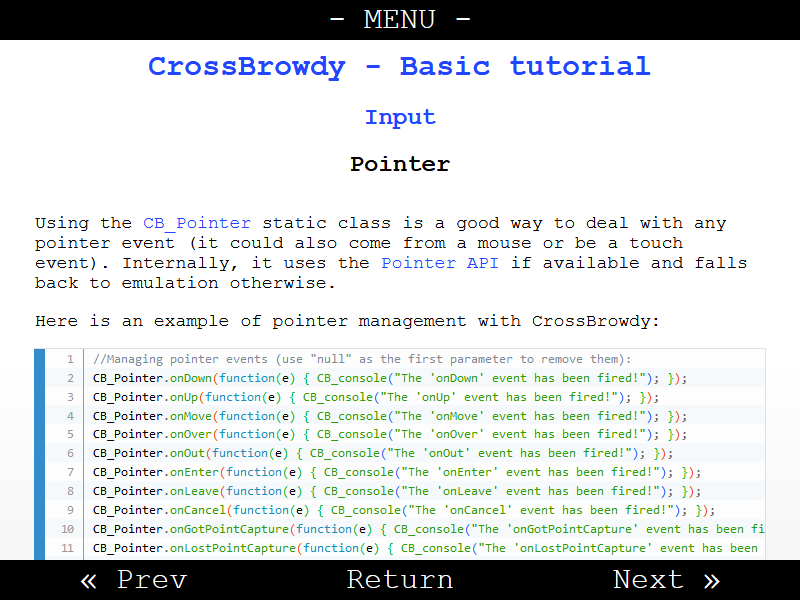 - MENU -
CrossBrowdy - Basic tutorial
Input
Pointer
Using the CB_Pointer static class is a good way to deal with any
pointer event (it could also come from a mouse or be a touch
event). Internally, it uses the Pointer API if available and falls
back to emulation otherwise.
Here is an example of pointer management with CrossBrowdy:
1 //Managing pointer events (use "null" as the first parameter to remove them):
2 CB_Pointer.onDown(function(e) { CB_console("The 'onDown' event has been fired!"); });
3 CB_Pointer.onUp(function(e) { CB_console("The 'onUp' event has been fired!"); });
4 CB_Pointer.onMove(function(e) { CB_console("The 'onMove' event has been fired!"); });
5 CB_Pointer.onOver(function(e) { CB_console("The 'onOver' event has been fired!"); });
6 CB_Pointer.onOut(function(e) { CB_console("The 'onOut' event has been fired!"); });
7 CB_Pointer.onEnter(function(e) { CB_console("The 'onEnter' event has been fired!"); });
8 CB_Pointer.onLeave(function(e) { CB_console("The 'onLeave' event has been fired!"); });
9 CB_Pointer.onCancel(function(e) { CB_console("The 'onCancel' event has been fired!"); });
10 CB_Pointer.onGotPointCapture(function(e) { CB_console("The 'onGotPointCapture' event has been fi
11 CB_Pointer.onLostPointCapture(function(e) { CB_console("The 'onLostPointCapture' event has been
« Prev Return Next »